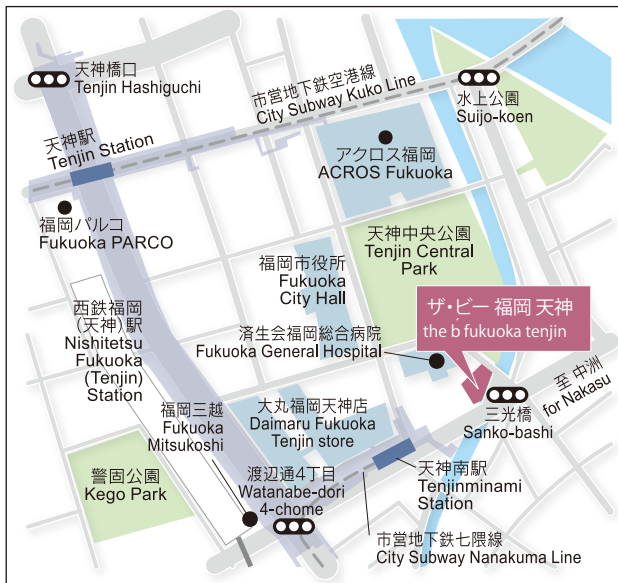 天神橋口
Tenjin Hashiguchi
市営地下鉄空港線
City Subway Kuko Line
水上公園
Suijo-koen
天神駅
Tenjin Station
アクロス福岡
ACROS Fukuoka
福岡パルコ
Fukuoka PARCO
天神中央公園
Tenjin Central
Park
福岡市役所
Fukuoka
City Hall
西鉄福岡
(天神)駅
Nishitetsu
Fukuoka
(Tenjin)
Station
ザ・ビー 福岡 天神
the b fukuoka tenjin
済生会福岡総合病院
Fukuoka General Hospital
至 中洲
for Nakasu
三光橋
Sanko-bashi
福岡三越
Fukuoka
Mitsukoshi
大丸福岡天神店
Daimaru Fukuoka
Tenjin store
警固公園
Kego Park
渡辺通4丁目
Watanabe-dori
4-chome
天神南駅
Tenjinminami
Station
市営地下鉄七隈線
City Subway Nanakuma Line